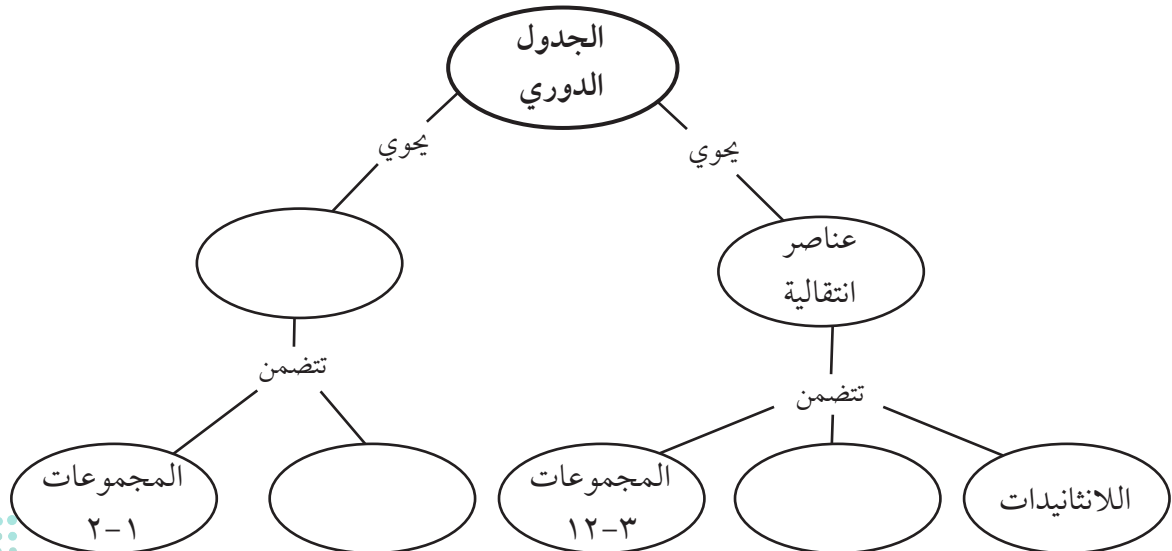 الجدول
الدوري
يحوي
يحوي
عناصر
انتقالية
تتضمن
تتضمن
اللانثانيدات
المجموعات
٣-١٢
المجموعات
١-٢